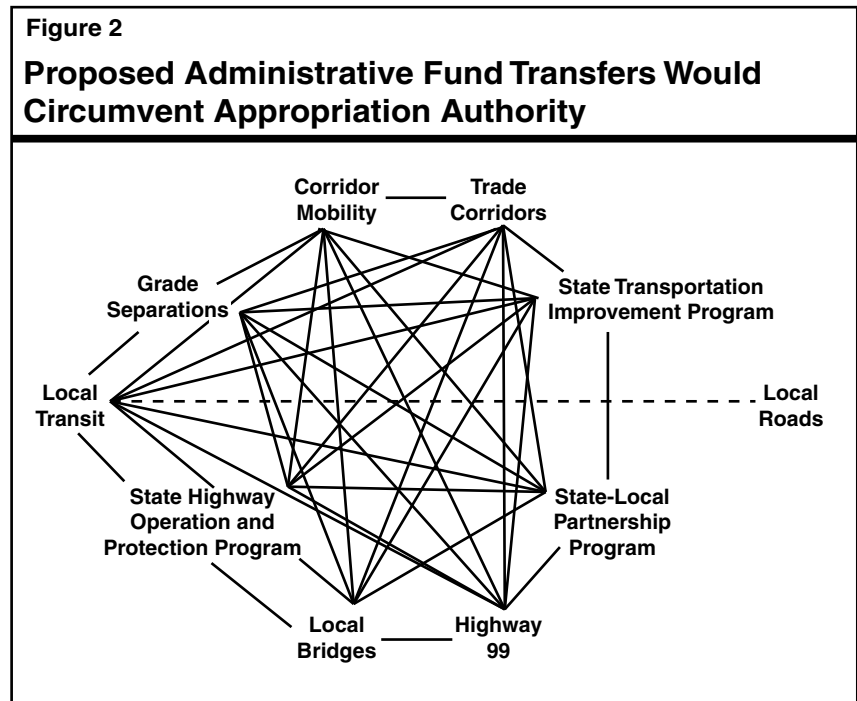 Figure 2
Proposed Administrative Fund Transfers Would
Circumvent Appropriation Authority
Corridor
Mobility
Trade
Corridors
Grade
Separations
State Transportation
Improvement Program
Local
Transit
Local
Roads
State Highway
Operation and
Protection Program
State-Local
Partnership
Program
Local
Bridges
Highway
99